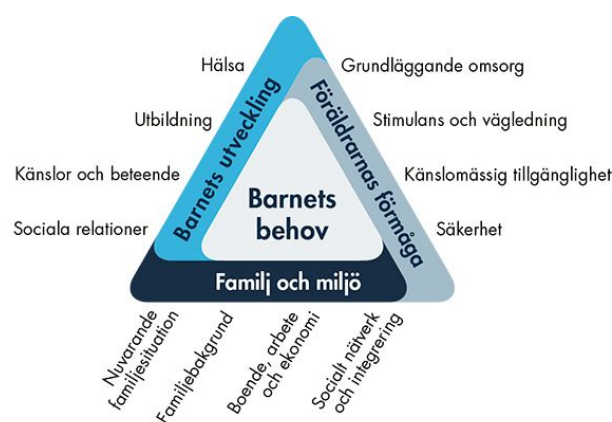 Hälsa
Utbildning
Känslor och beteende
Sociala relationer
Barnets utveckling
Grundläggande omsorg
Stimulans och vägledning
Känslomässig tillgänglighet
Säkerhet
Föräldrarnas förmåga
Barnets
behov
Familj och miljö
Nuvarande
familjesituation
Familjebakgrund
Boende, arbete
och ekonomi
Socialt nätverk
och integrering